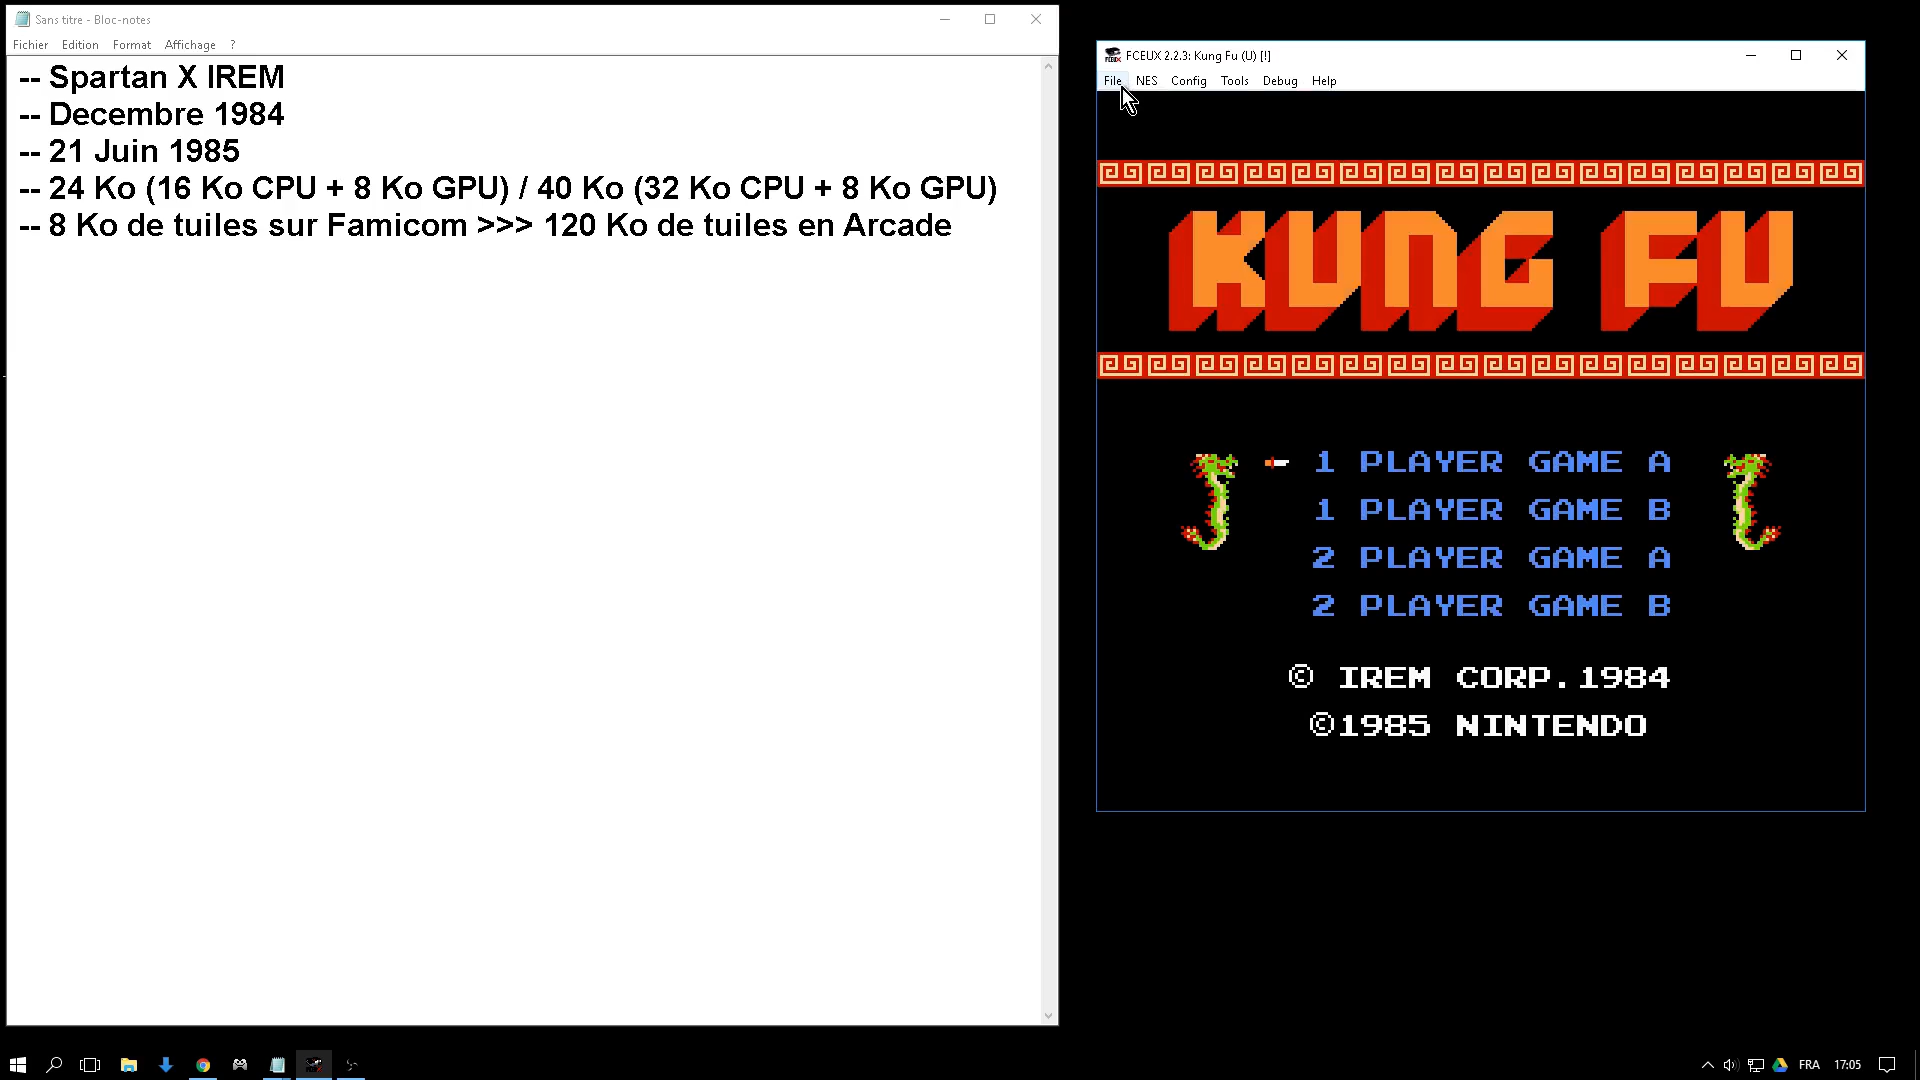 Sans titre - Bloc-notes
Fichier Edition Format Affichage ?
-- Spartan X IREM
-- Decembre 1984
-- 21 Juin 1985
-- 24 Ko (16 Ko CPU + 8 Ko GPU) / 40 Ko (32 Ko CPU + 8 Ko GPU)
-- 8 Ko de tuiles sur Famicom >>> 120 Ko de tuiles en Arcade
FCEUX 2.2.3: Kung Fu (U) [!]
File NES Config Tools Debug Help
KUNG FU
1 PLAYER GAME A
1 PLAYER GAME B
2 PLAYER GAME A
2 PLAYER GAME B
© IREM CORP.1984
©1985 NINTENDO
FRA 17:05